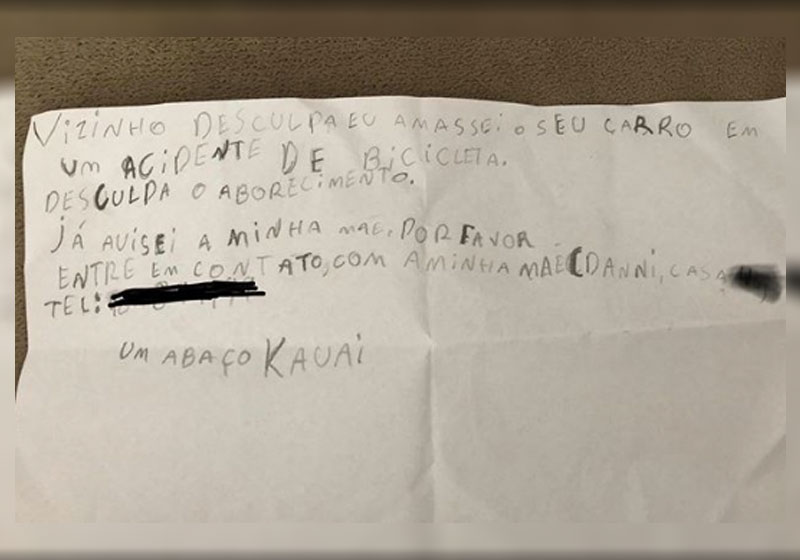 VIZINHO DESCULPA EU AMASSEI O SEU CARRO EM
UM ACIDENTE DE BICICLETA.
DESCULPA O ABORECIMENTO.
JÁ AVISEI A MINHA MAE. POR FAVOR
ENTRE EM CONTATO, COM A MINHA MAE (DANNI, CASA
TEL:
UM ABAÇO KAUAI